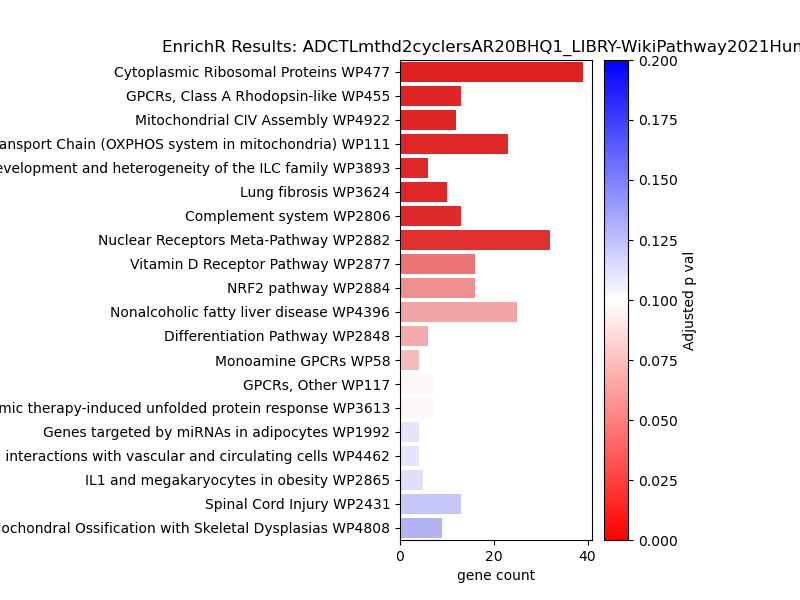 EnrichR Results: ADCTLmthd2cyclersAR20BHQ1_LIBRY-WikiPathway2021Hum
Cytoplasmic Ribosomal Proteins WP477
GPCRs, Class A Rhodopsin-like WP455
Mitochondrial CIV Assembly WP4922
ansport Chain (OXPHOS system in mitochondria) WP111
evelopment and heterogeneity of the ILC family WP3893
Lung fibrosis WP3624
Complement system WP2806
Nuclear Receptors Meta-Pathway WP2882
Vitamin D Receptor Pathway WP2877
NRF2 pathway WP2884
Nonalcoholic fatty liver disease WP4396
Differentiation Pathway WP2848
Monoamine GPCRs WP58
GPCRs, Other WP117
mic therapy-induced unfolded protein response WP3613
Genes targeted by miRNAs in adipocytes WP1992
interactions with vascular and circulating cells WP4462
IL1 and megakaryocytes in obesity WP2865
Spinal Cord Injury WP2431
ochondral Ossification with Skeletal Dysplasias WP4808
0 20 40
gene count
0.200
0.175
0.150
0.125
0.100
0.075
0.050
0.025
0.000
Adjusted p val